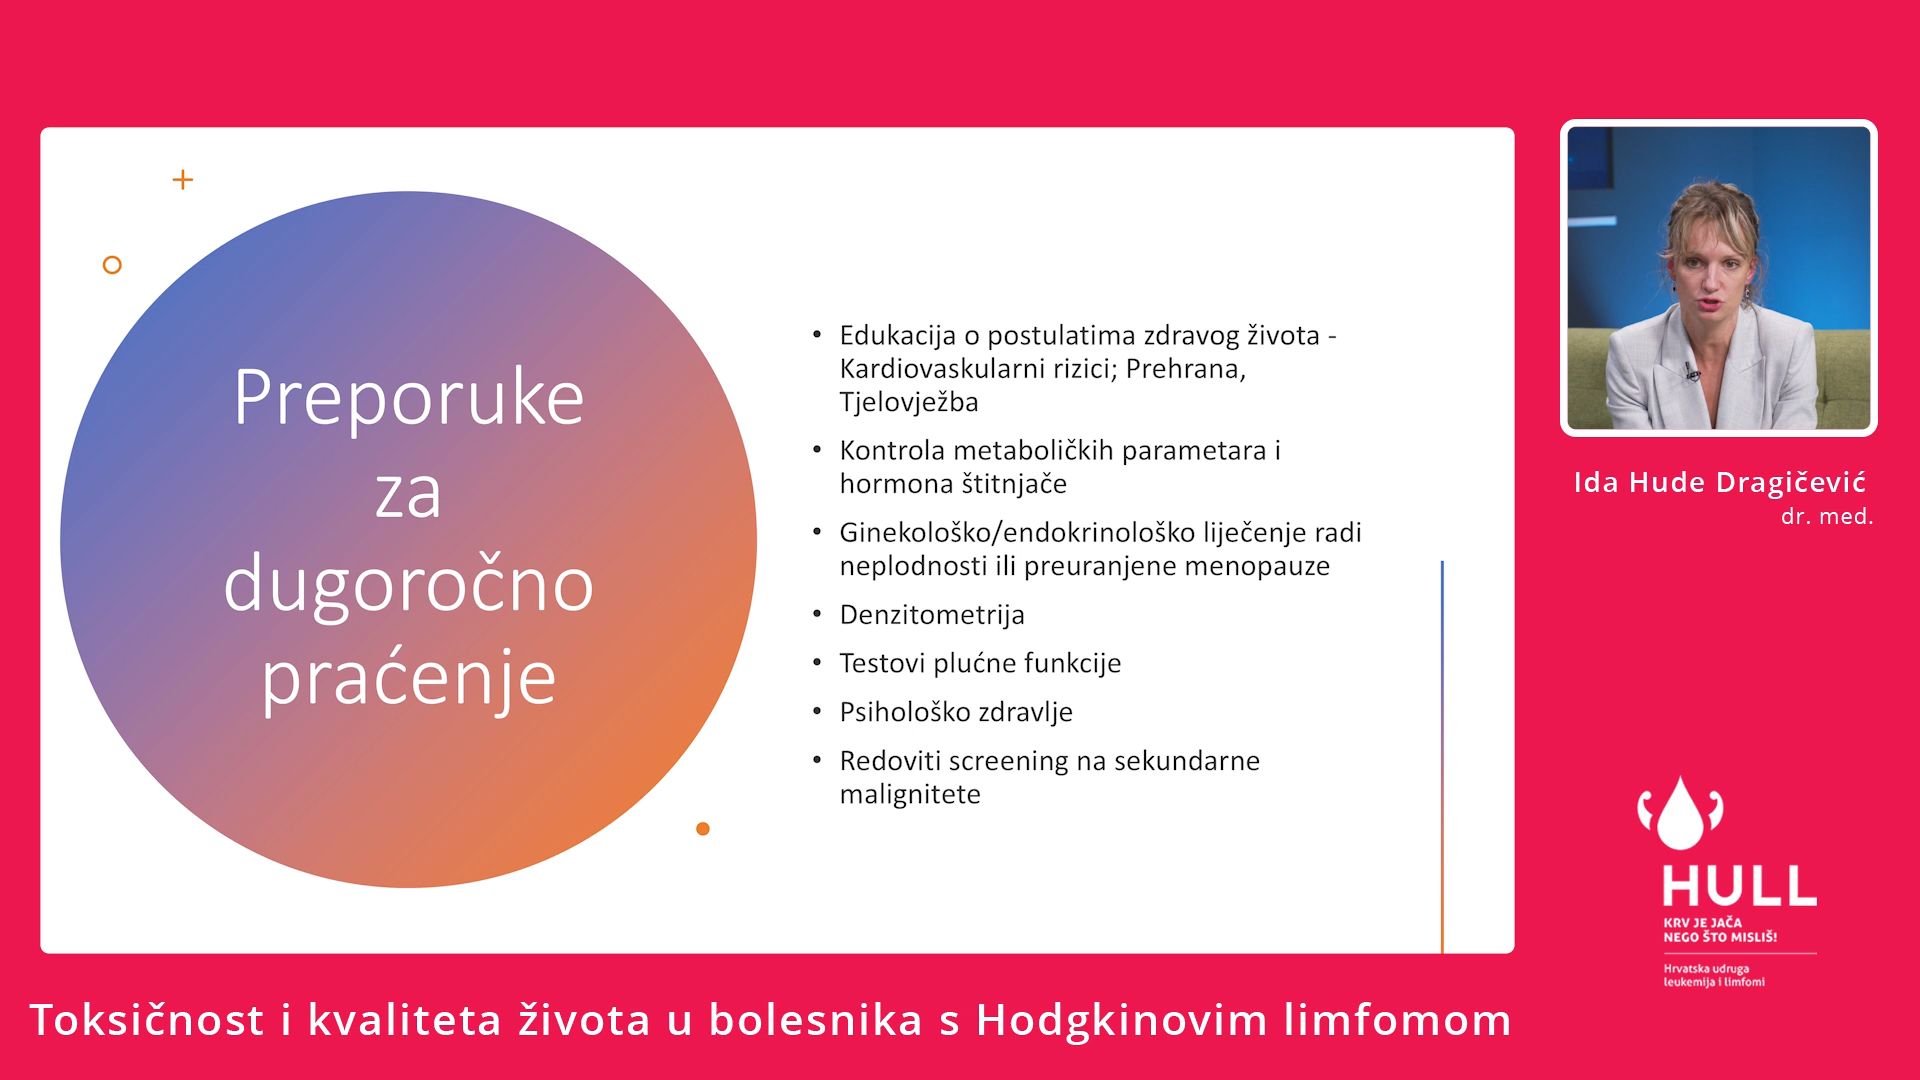 Preporuke
za
dugoročno
praćenje
• Edukacija o postulatima zdravog života -
Kardiovaskularni rizici; Prehrana,
Tjelovježba
• Kontrola metaboličkih parametara i
hormona štitnjače
• Ginekološko/endokrinološko liječenje radi
neplodnosti ili preuranjene menopauze
• Denzitometrija
• Testovi plućne funkcije
• Psihološko zdravlje
• Redoviti screening na sekundarne
malignitete
Ida Hude Dragičević
dr. med.
HULL
KRV JE JAČA
NEGO ŠTO MISLIŠ!
Hrvatska udruga
leukemija i limfomi
Toksičnost i kvaliteta života u bolesnika s Hodgkinovim limfomom